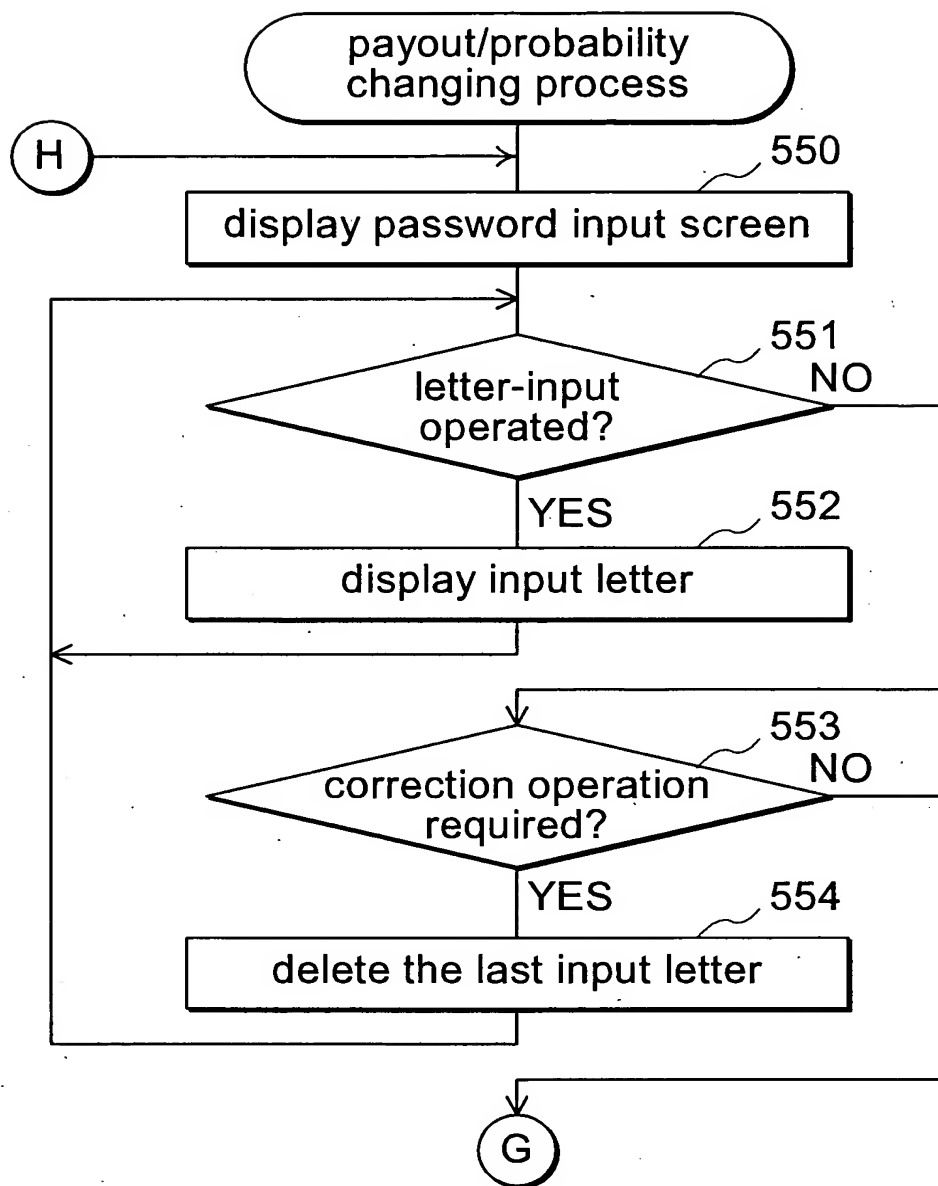 payout/probability
changing process
H
550
display password input screen
551
letter-input
operated?
NO
YES
552
display input letter
553
correction operation
required?
NO
YES
554
delete the last input letter
G